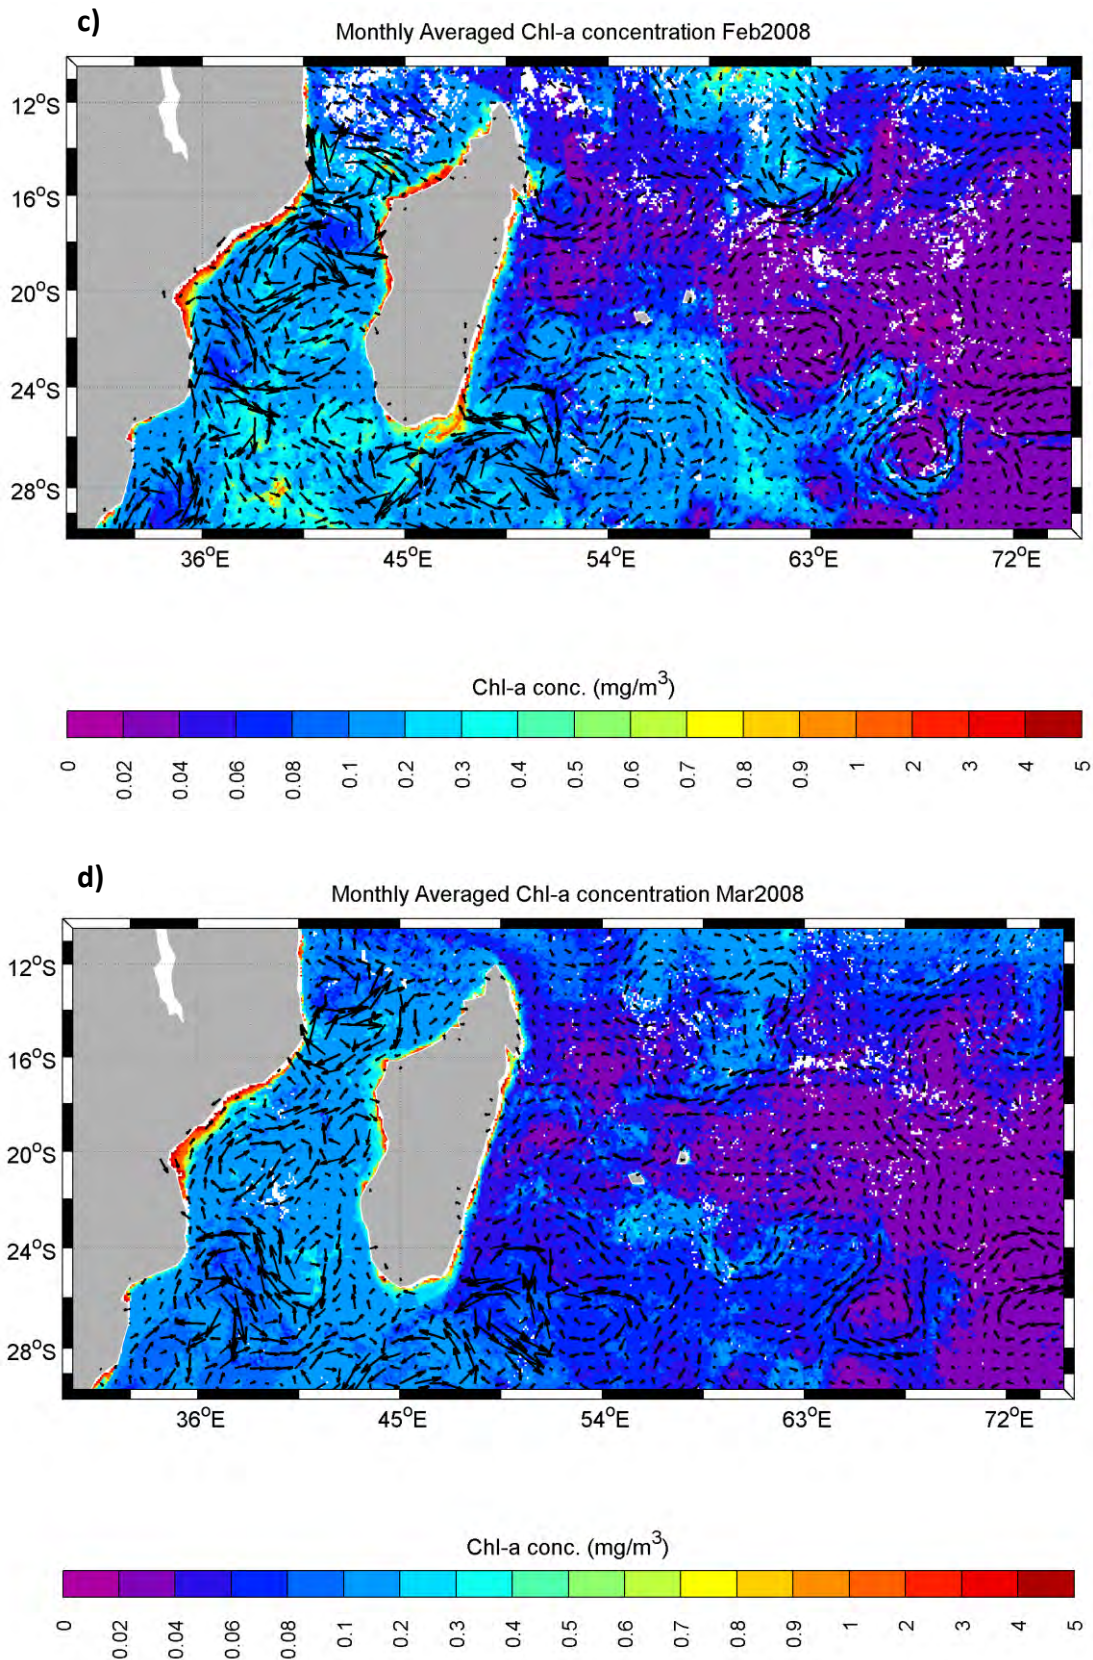 c)
Monthly Averaged Chl-a concentration Feb2008
12°S
16°S
20°S
24°S
28°S
36°E 45°E 54°E 63°E 72°E
Chl-a conc. (mg/m³)
0 0.02 0.04 0.06 0.08 0.1 0.2 0.3 0.4 0.5 0.6 0.7 0.8 0.9 1 2 3 4 5
d)
Monthly Averaged Chl-a concentration Mar2008
12°S
16°S
20°S
24°S
28°S
36°E 45°E 54°E 63°E 72°E
Chl-a conc. (mg/m³)
0 0.02 0.04 0.06 0.08 0.1 0.2 0.3 0.4 0.5 0.6 0.7 0.8 0.9 1 2 3 4 5